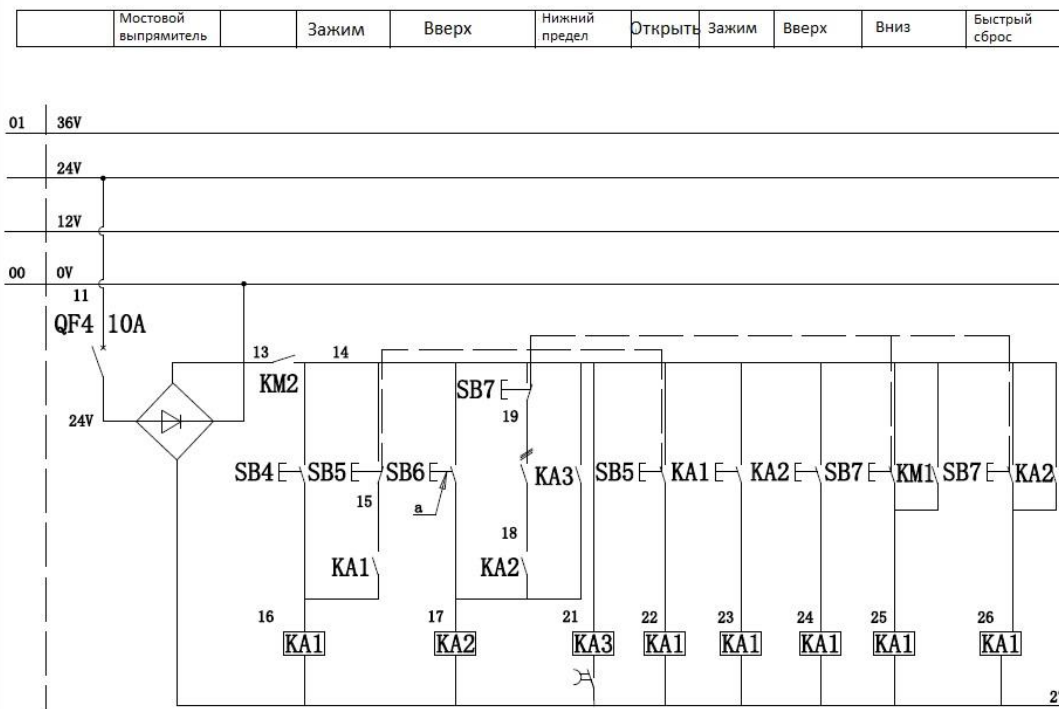 Мостовой
выпрямитель
Зажим
Вверх
Нижний
предел
Открыть
Зажим
Вверх
Вниз
Быстрый
сброс
01 36V
24V
12V
00 0V
11
QF4 10A
13 14
KM2
SB7
19
24V
SB4 SB5 SB6 KA3 SB5 KA1 KA2 SB7 KM1 SB7 KA2
15 a
18
KA1 KA2
16 17 21 22 23 24 25 26
KA1 KA2 KA3 KA1 KA1 KA1 KA1 KA1